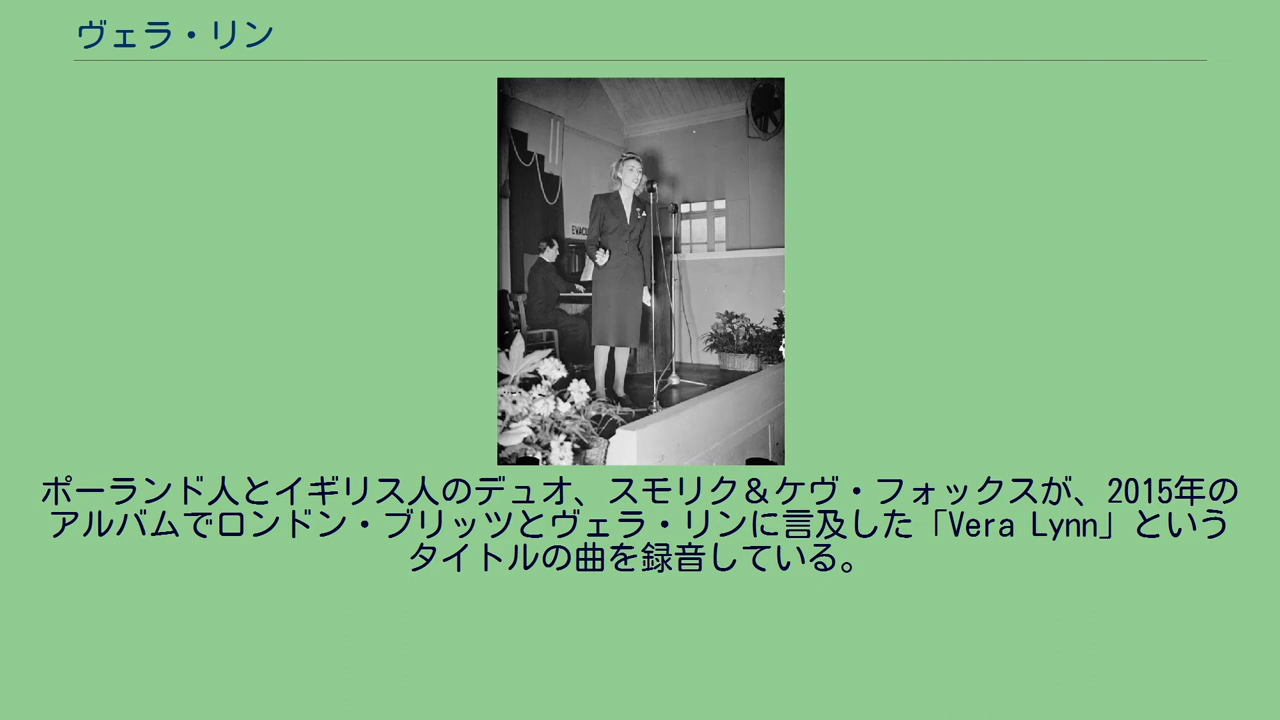 ヴェラ・リン
EVACU
ポーランド人とイギリス人のデュオ、スモリク＆ケヴ・フォックスが、2015年の
アルバムでロンドン・ブリッツとヴェラ・リンに言及した「Vera Lynn」という
タイトルの曲を録音している。